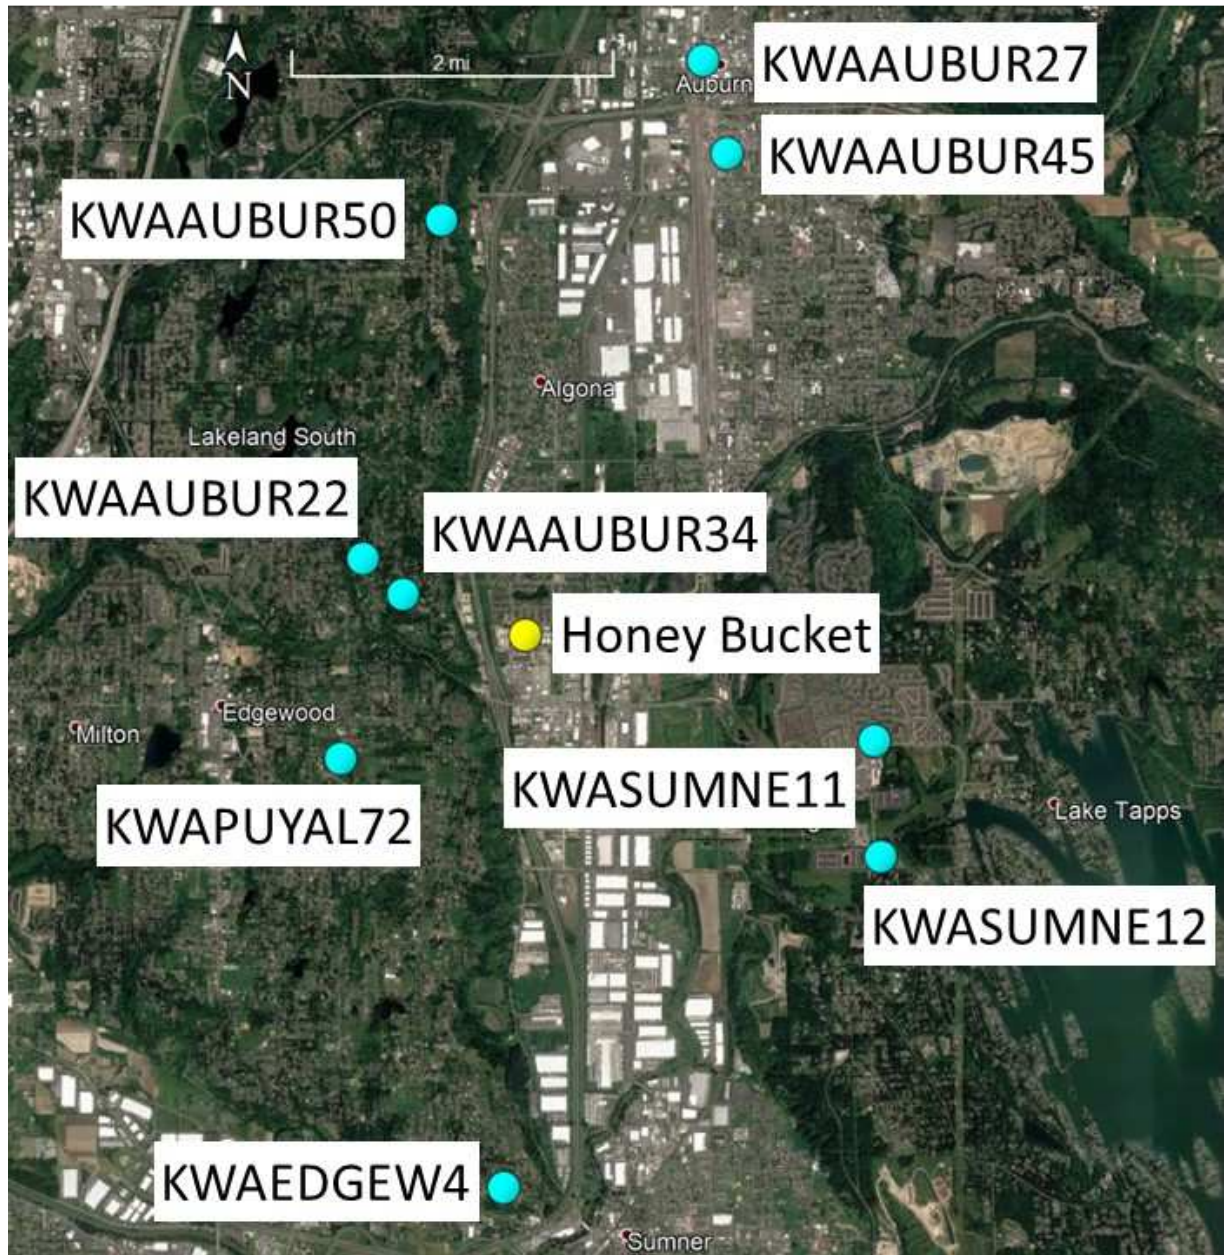 2 mi
N
Auburn
KWAAUBUR27
KWAAUBUR45
KWAAUBUR50
Algona
Lakeland South
KWAAUBUR22
KWAAUBUR34
Honey Bucket
Edgewood
Milton
KWASUMNE11
KWAPUYAL72
Lake Tapps
KWASUMNE12
KWAEDGEW4
Sumner